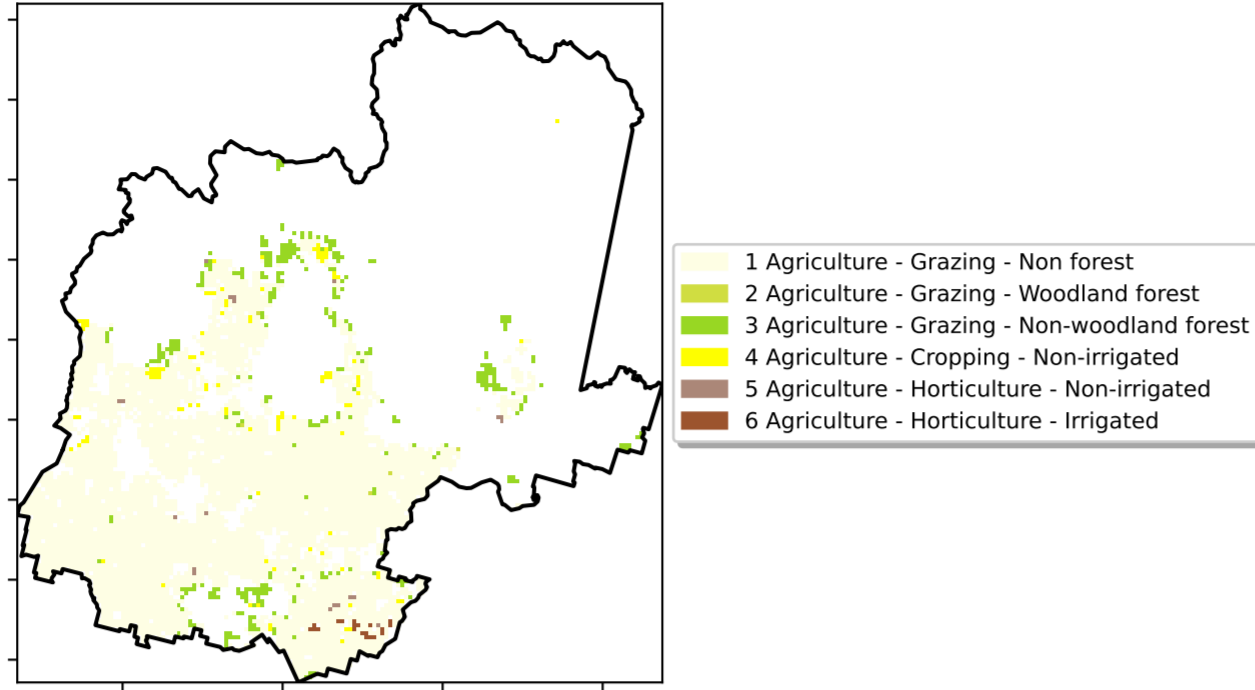 1 Agriculture - Grazing - Non forest
2 Agriculture - Grazing - Woodland forest
3 Agriculture - Grazing - Non-woodland forest
4 Agriculture - Cropping - Non-irrigated
5 Agriculture - Horticulture - Non-irrigated
6 Agriculture - Horticulture - Irrigated